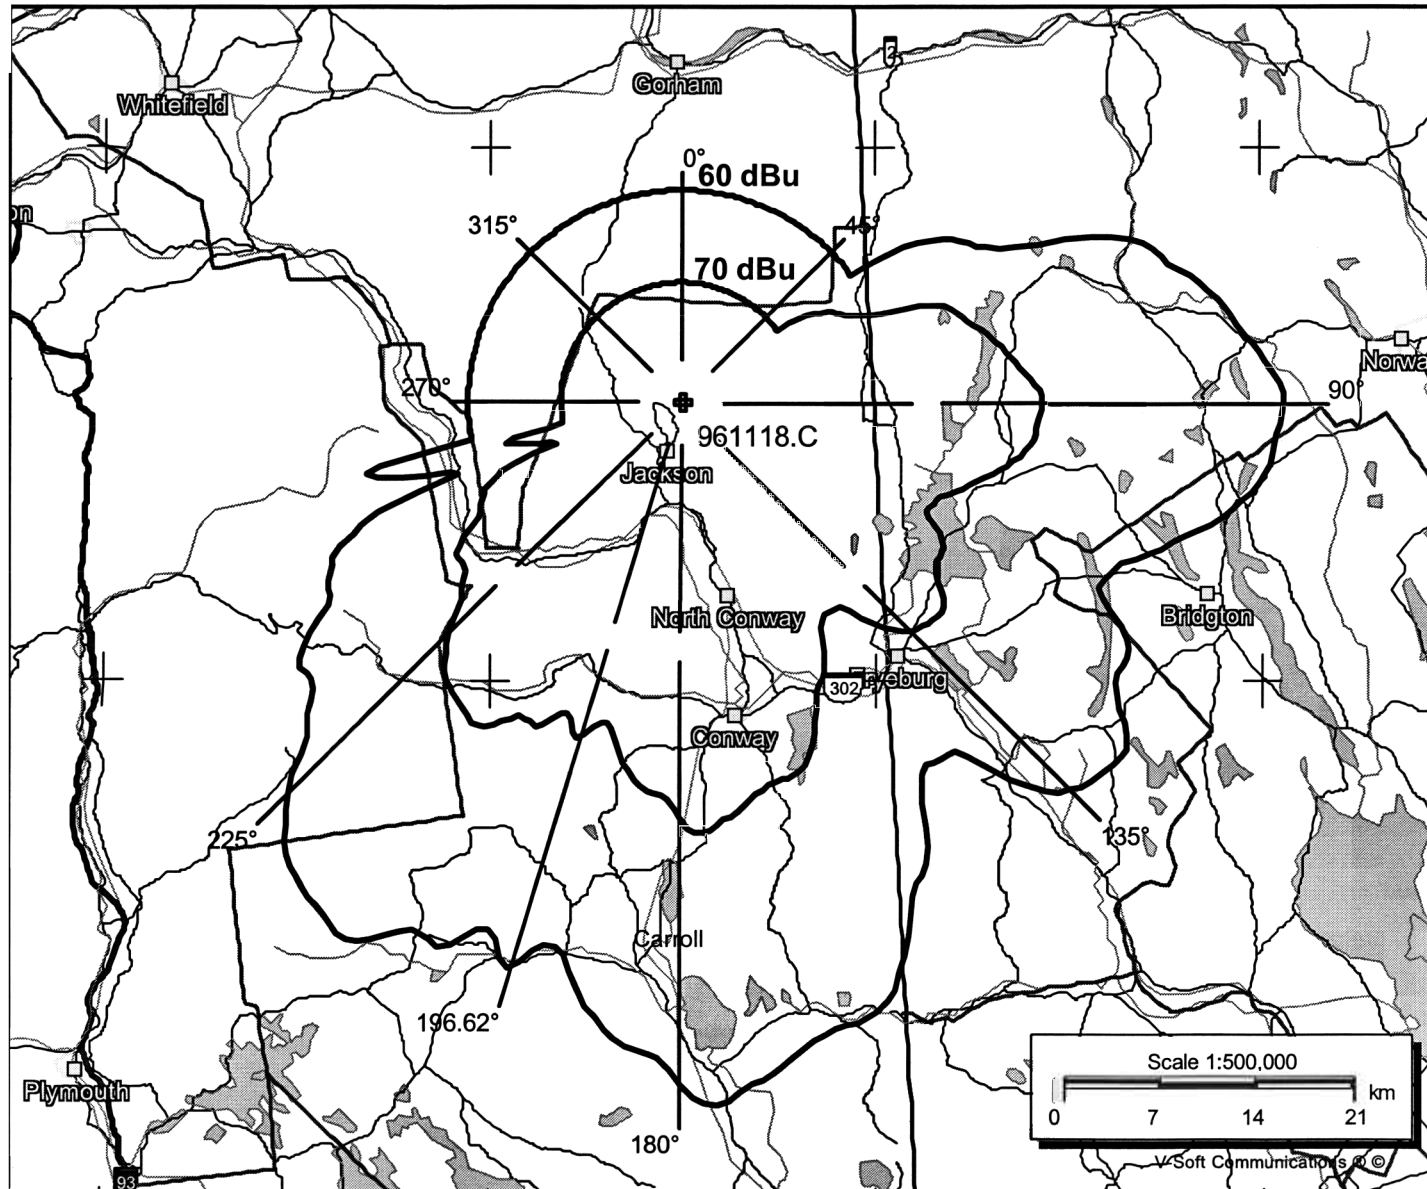 2
Gorham
Whitefield
0°
60 dBu
315°
45°
70 dBu
270°
90°
961118.C
Jackson
North Conway
Bridgton
302
Fryeburg
Conway
225°
135°
Carroll
196.62°
Plymouth
180°
93
Scale 1:500,000
km
0 7 14 21
V-Soft Communications ® ©